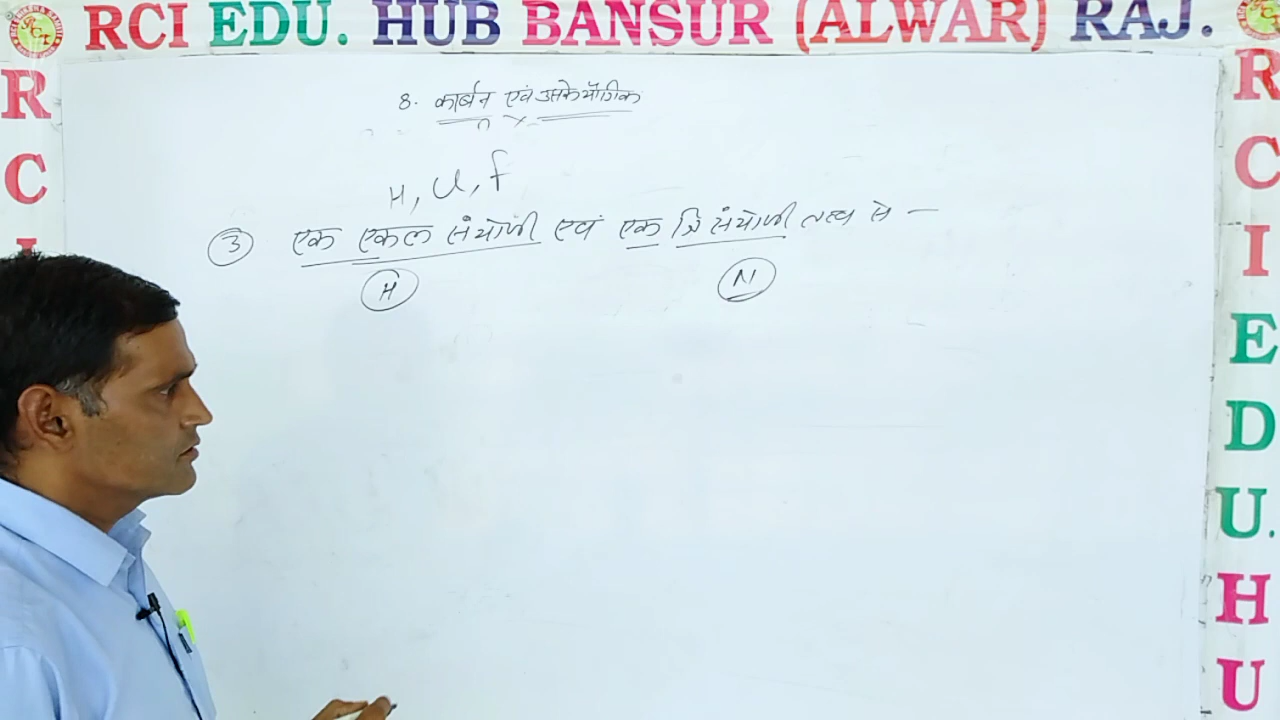 RCI EDU. HUB BANSUR (ALWAR) RAJ.
8. कार्बन एवं उसके यौगिक
H, Cl, F
③ एक एकल संयोजी एवं एक त्रि संयोजी तत्व से —
H N
R
C
I
R
C
I
E
D
U.
H
U